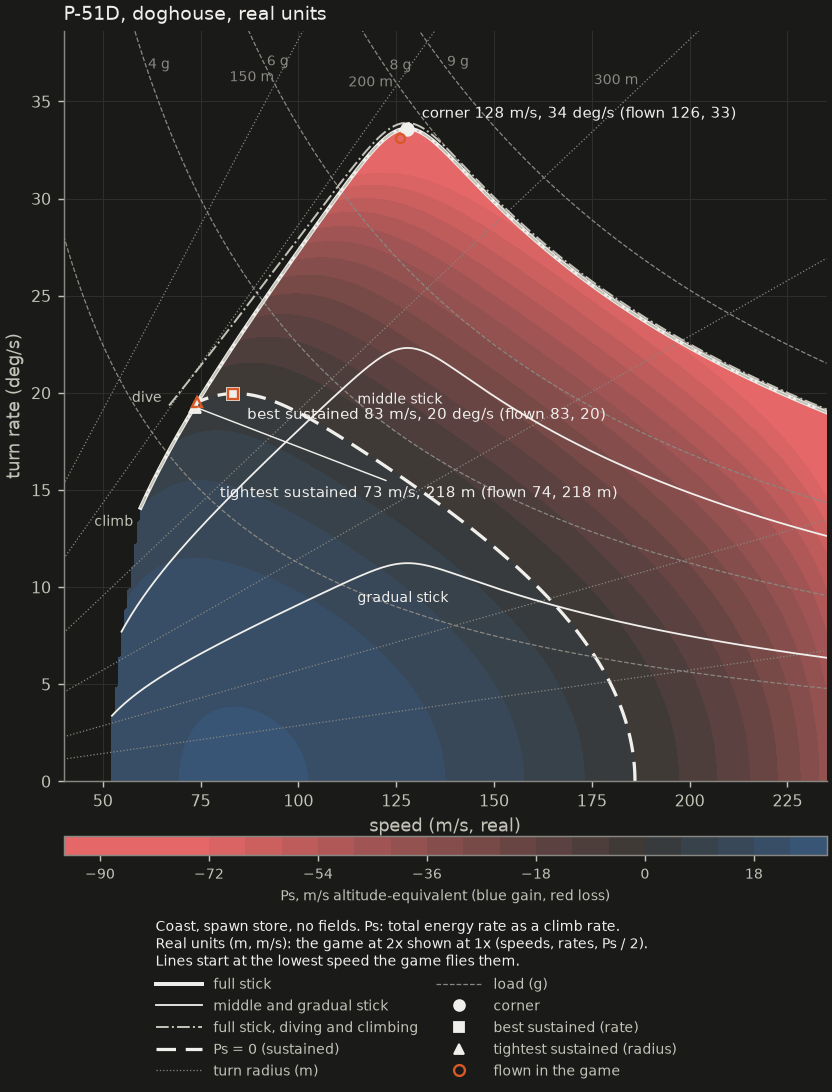 P-51D, doghouse, real units
4 g
6 g
8 g
9 g
150 m
200 m
300 m
corner 128 m/s, 34 deg/s (flown 126, 33)
35
30
25
20
15
10
5
0
turn rate (deg/s)
dive
middle stick
best sustained 83 m/s, 20 deg/s (flown 83, 20)
tightest sustained 73 m/s, 218 m (flown 74, 218 m)
climb
gradual stick
50 75 100 125 150 175 200 225
speed (m/s, real)
−90 −72 −54 −36 −18 0 18
Ps, m/s altitude-equivalent (blue gain, red loss)
Coast, spawn store, no fields. Ps: total energy rate as a climb rate.
Real units (m, m/s): the game at 2x shown at 1x (speeds, rates, Ps / 2).
Lines start at the lowest speed the game flies them.
full stick
middle and gradual stick
full stick, diving and climbing
Ps = 0 (sustained)
turn radius (m)
load (g)
corner
best sustained (rate)
tightest sustained (radius)
flown in the game